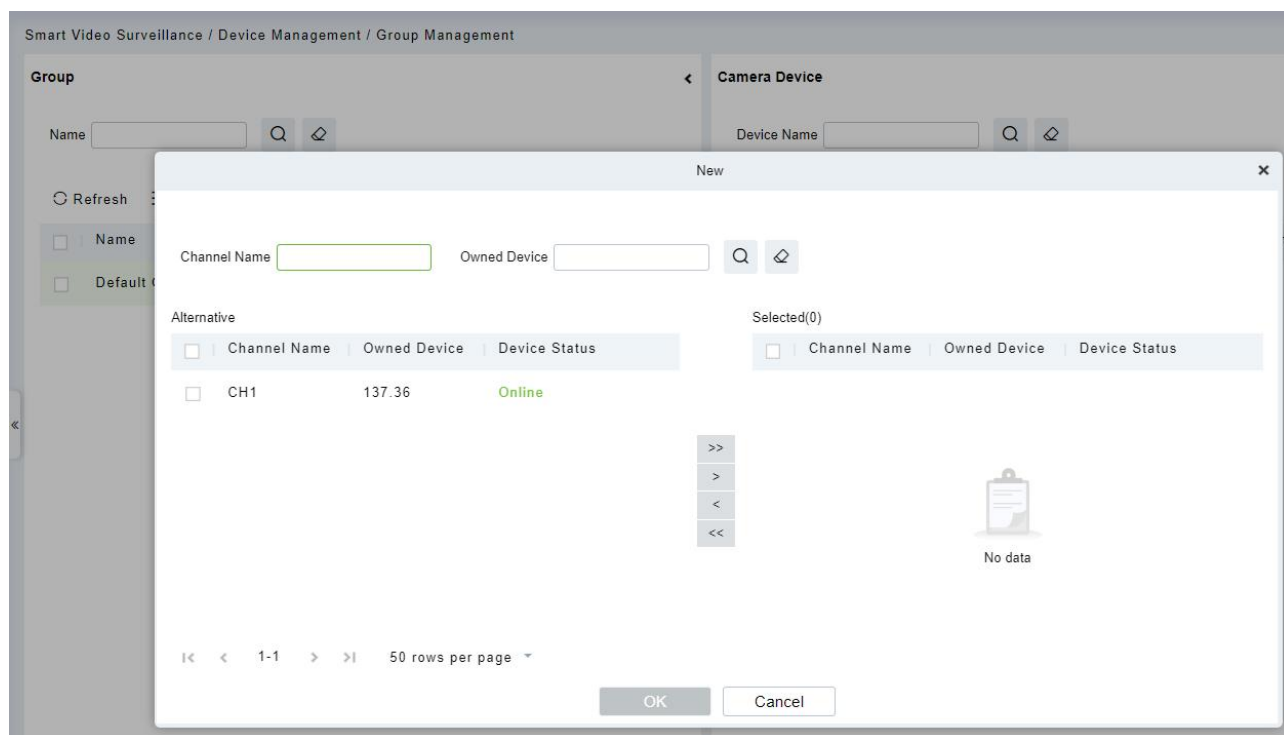 Smart Video Surveillance / Device Management / Group Management
Group
Camera Device
Name
Device Name
Refresh
Name
Default
New
Channel Name
Owned Device
Alternative
Channel Name Owned Device Device Status
CH1 137.36 Online
>>
>
<
<<
Selected(0)
Channel Name Owned Device Device Status
No data
1-1 50 rows per page
OK Cancel